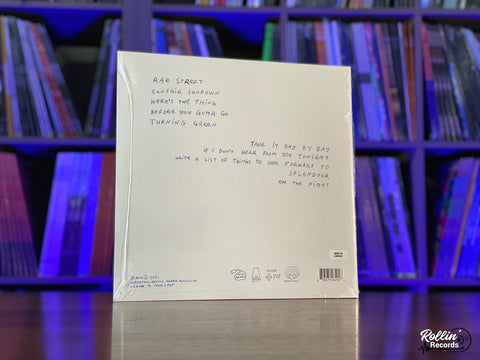 RAE STREET
SUNFAIR SUNDOWN
HERE'S THE THING
BEFORE YOU GOTTA GO
TURNING GREEN
TAKE IT DAY BY DAY
IF I DON'T HEAR FROM YOU TONIGHT
WRITE A LIST OF THINGS TO LOOK FORWARD TO
SPLENDOUR
ON THE NIGHT
Rollin'
Records